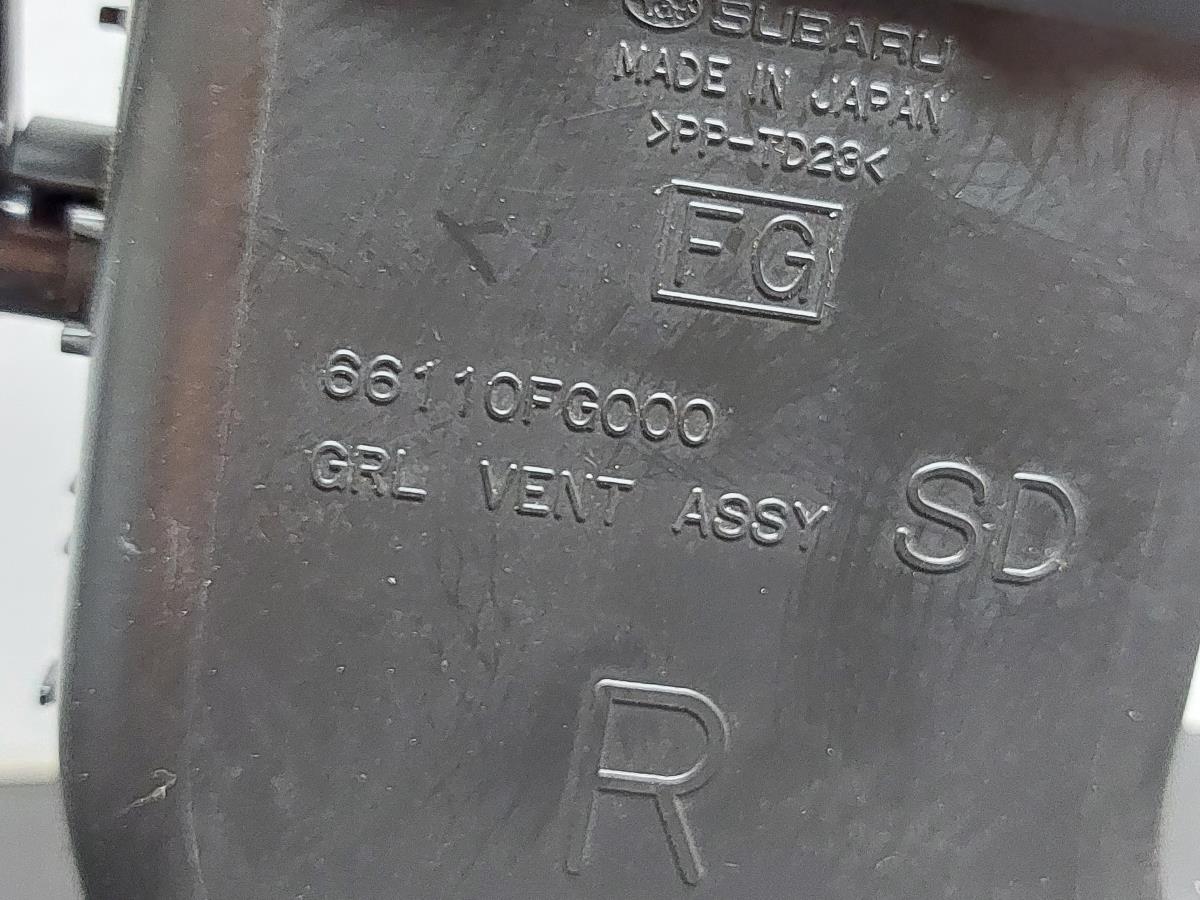 SUBARU
MADE IN JAPAN
>PP-TD23<
FG
66110FG000
GRL VENT ASSY
SD
R